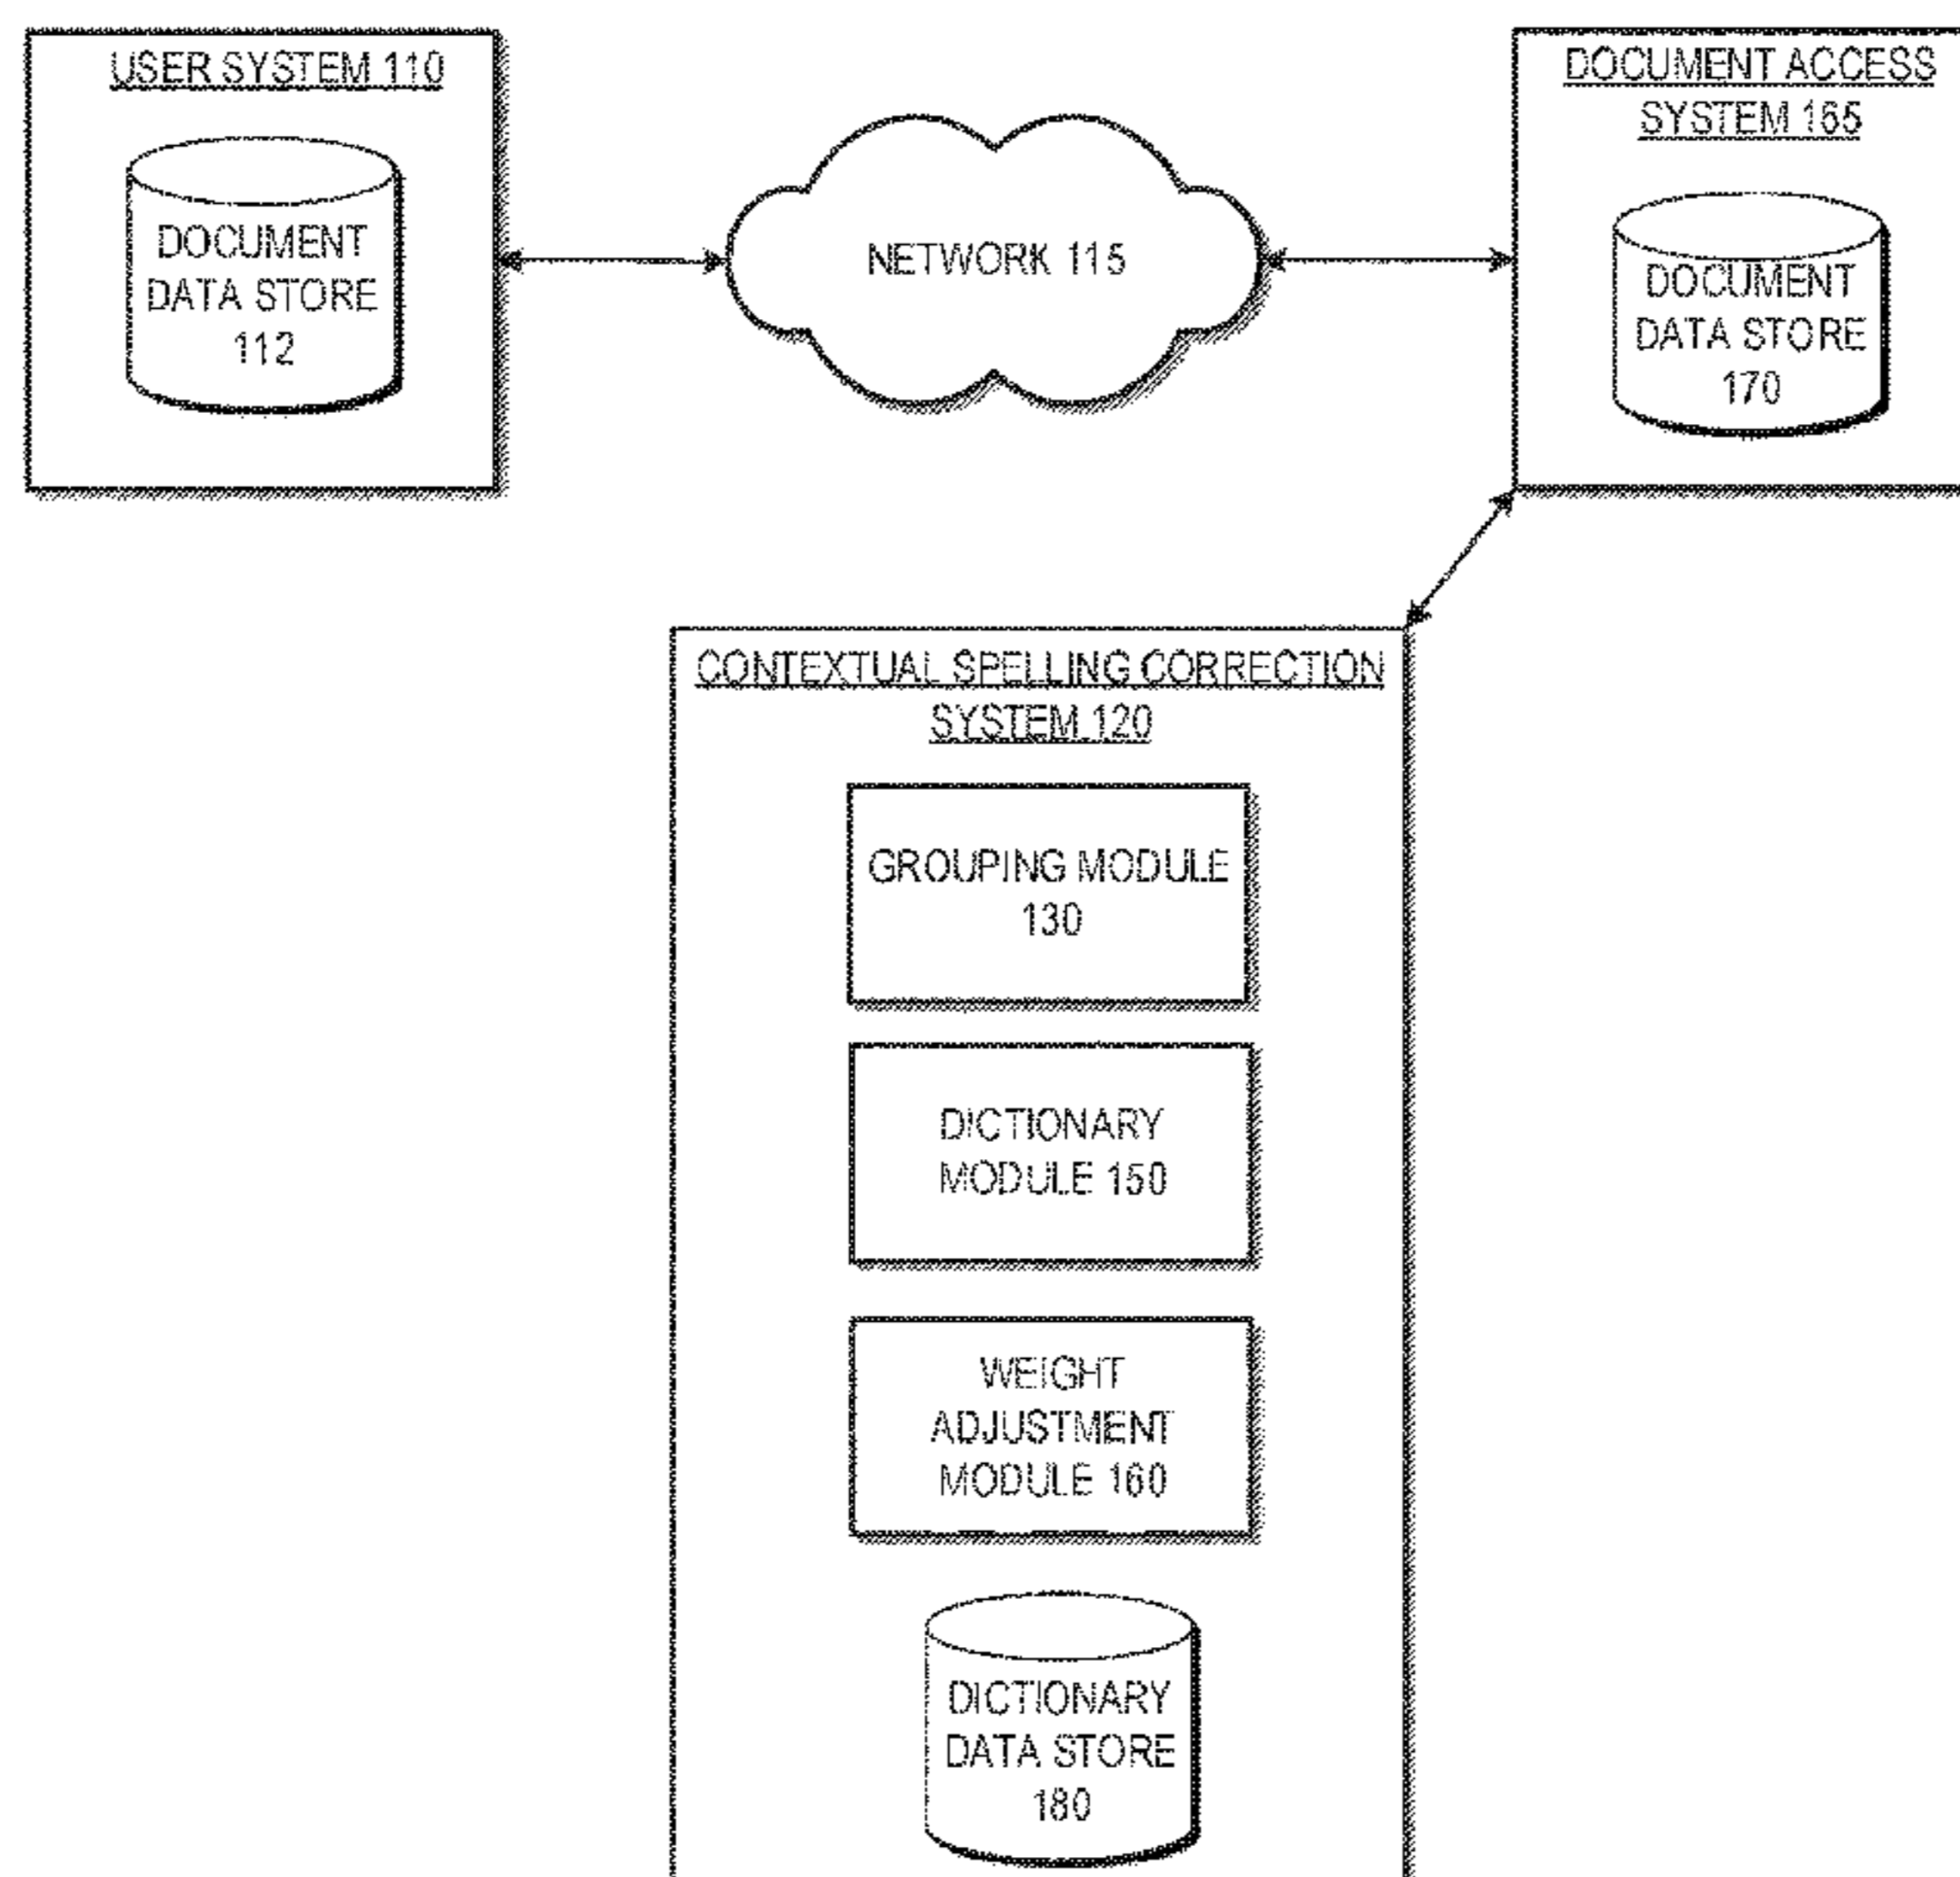 USER SYSTEM 110
DOCUMENT
DATA STORE
112
NETWORK 115
DOCUMENT ACCESS
SYSTEM 165
DOCUMENT
DATA STORE
170
CONTEXTUAL SPELLING CORRECTION
SYSTEM 120
GROUPING MODULE
130
DICTIONARY
MODULE 150
WEIGHT
ADJUSTMENT
MODULE 160
DICTIONARY
DATA STORE
180